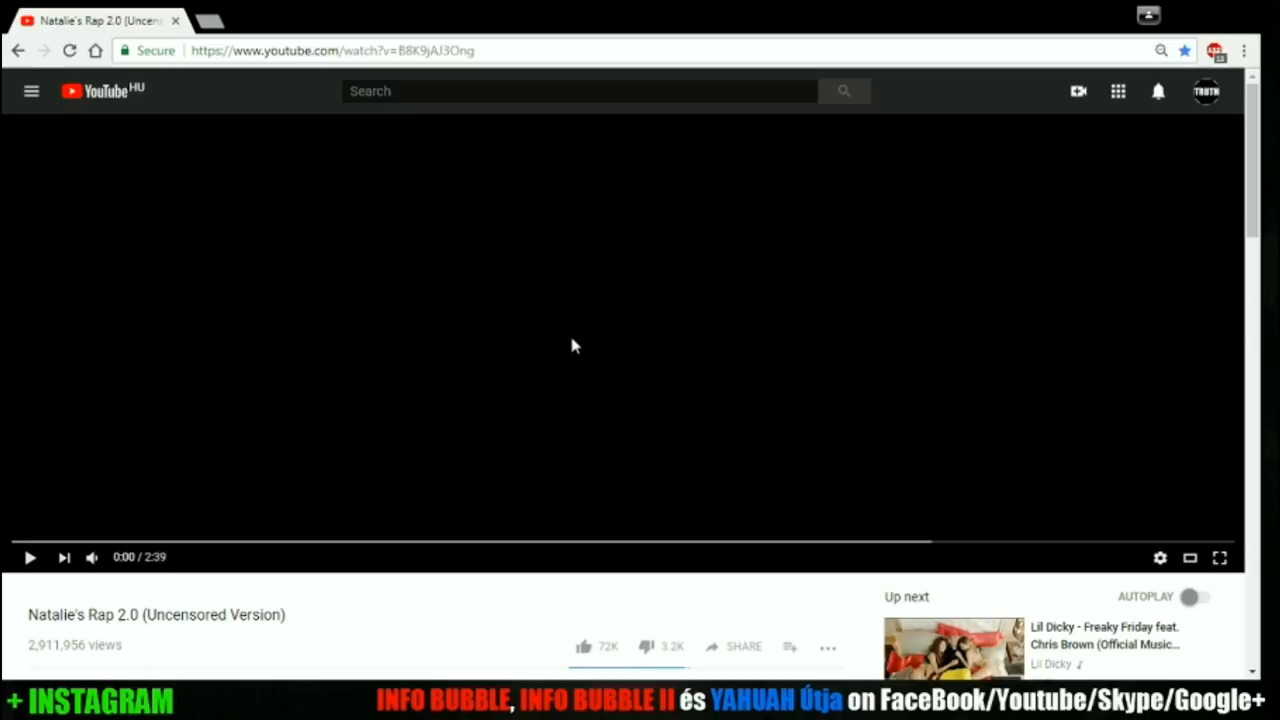 Natalie's Rap 2.0 (Uncen
Secure
https://www.youtube.com/watch?v=B8K9jAJ3Ong
YouTube HU
Search
TRUTH
0:00 / 2:39
Natalie's Rap 2.0 (Uncensored Version)
2,911,956 views
72K
3.2K
SHARE
Up next
AUTOPLAY
Lil Dicky - Freaky Friday feat.
Chris Brown (Official Music...
Lil Dicky
+ INSTAGRAM
INFO BUBBLE, INFO BUBBLE II és YAHUAH Útja on FaceBook/Youtube/Skype/Google+